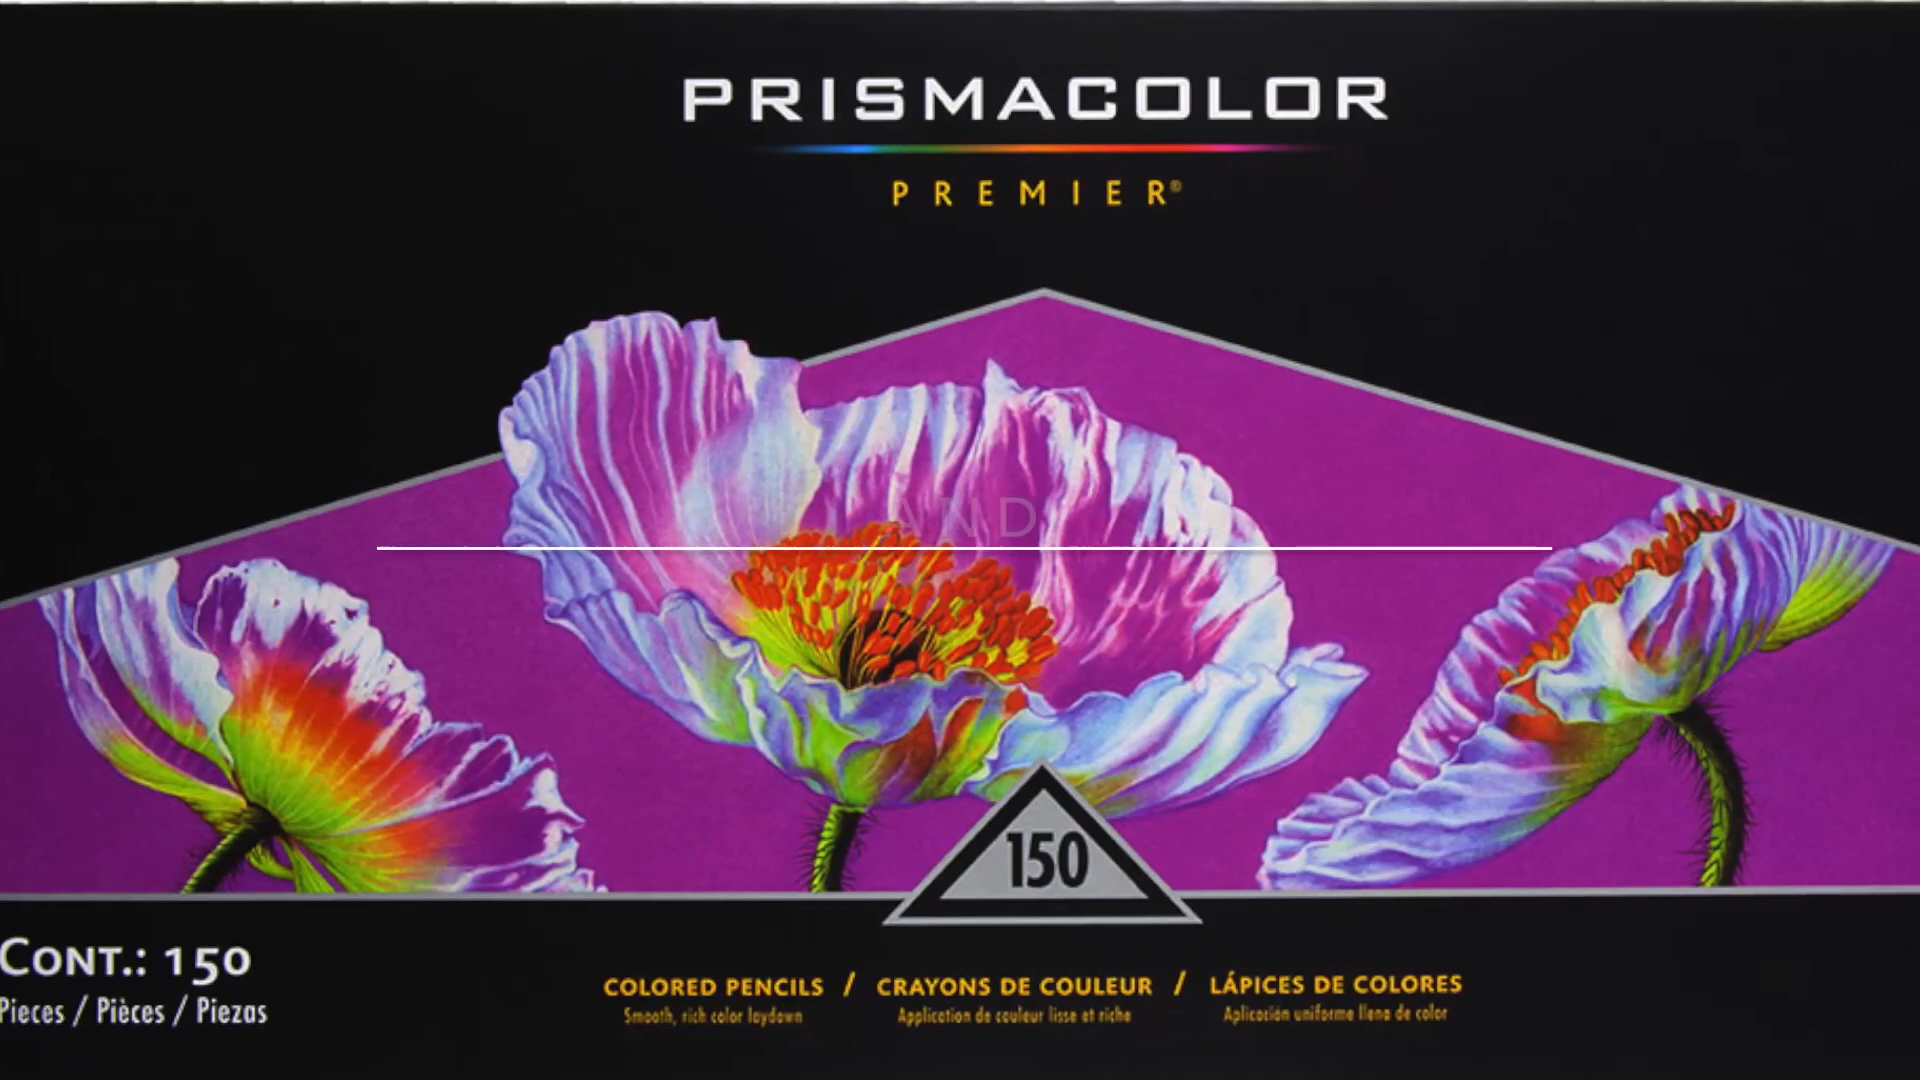 PRISMACOLOR
PREMIER®
AND
150
CONT.: 150
Pieces / Pièces / Piezas
COLORED PENCILS / CRAYONS DE COULEUR / LÁPICES DE COLORES
Smooth, rich color laydown
Application de couleur lisse et riche
Aplicación uniforme llena de color